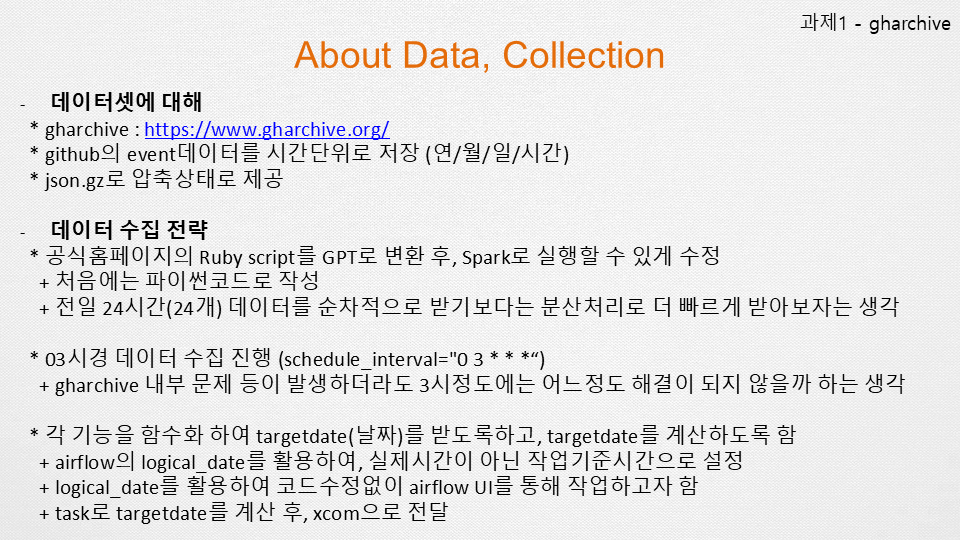 과제1 - gharchive
About Data, Collection
- 데이터셋에 대해
* gharchive : https://www.gharchive.org/
* github의 event데이터를 시간단위로 저장 (연/월/일/시간)
* json.gz로 압축상태로 제공
- 데이터 수집 전략
* 공식홈페이지의 Ruby script를 GPT로 변환 후, Spark로 실행할 수 있게 수정
+ 처음에는 파이썬코드로 작성
+ 전일 24시간(24개) 데이터를 순차적으로 받기보다는 분산처리로 더 빠르게 받아보자는 생각
* 03시경 데이터 수집 진행 (schedule_interval="0 3 * * *“)
+ gharchive 내부 문제 등이 발생하더라도 3시정도에는 어느정도 해결이 되지 않을까 하는 생각
* 각 기능을 함수화 하여 targetdate(날짜)를 받도록하고, targetdate를 계산하도록 함
+ airflow의 logical_date를 활용하여, 실제시간이 아닌 작업기준시간으로 설정
+ logical_date를 활용하여 코드수정없이 airflow UI를 통해 작업하고자 함
+ task로 targetdate를 계산 후, xcom으로 전달